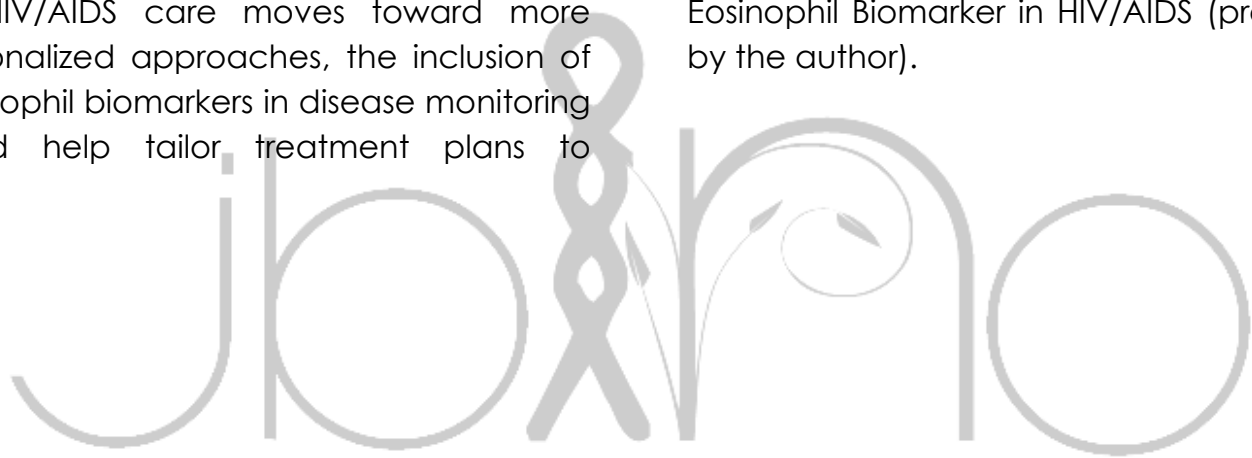 HIV/AIDS care moves toward more
onalized approaches, the inclusion of
ophil biomarkers in disease monitoring
d help tailor treatment plans to
Eosinophil Biomarker in HIV/AIDS (pr
by the author).
jbino